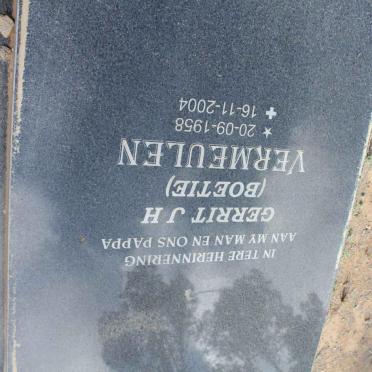 IN TERE HERINNERING
AAN MY MAN EN ONS PAPPA
GERRIT J H
(BOETIE)
VERMEULEN
★ 20-09-1958
✚ 16-11-2004